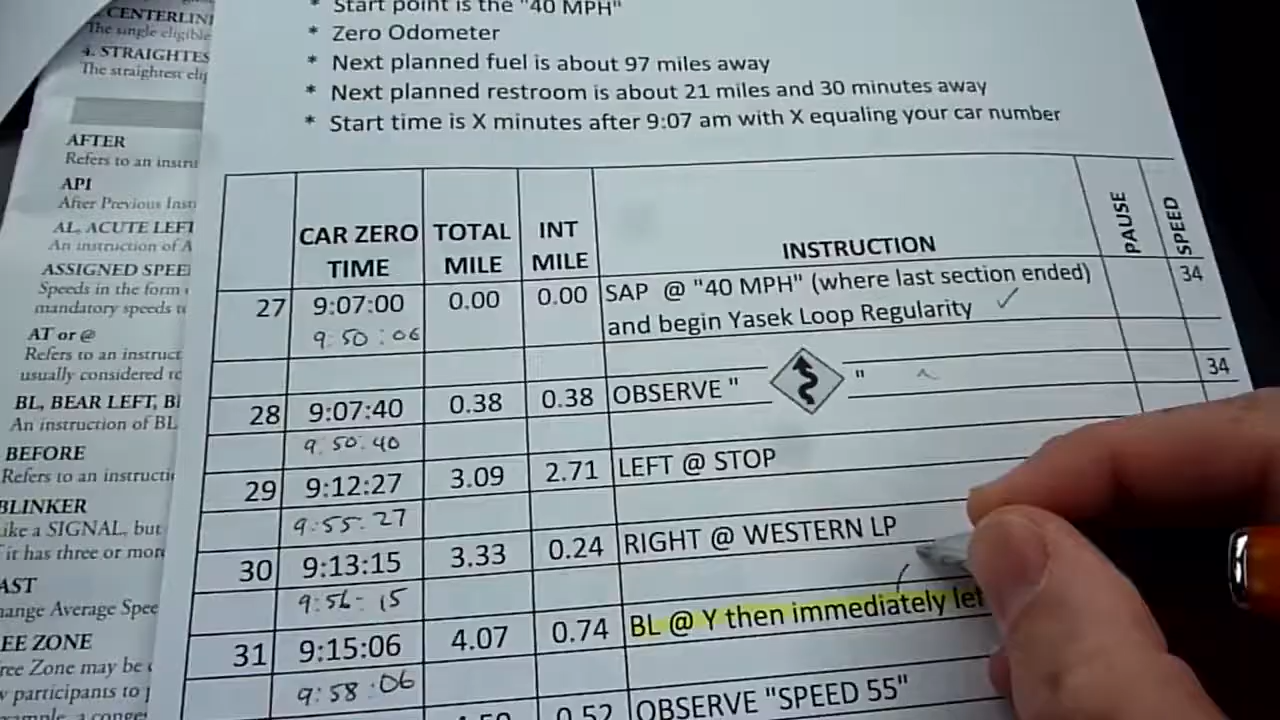 * Start point is the "40 MPH"
* Zero Odometer
* Next planned fuel is about 97 miles away
* Next planned restroom is about 21 miles and 30 minutes away
* Start time is X minutes after 9:07 am with X equaling your car number
CAR ZERO TIME TOTAL MILE INT MILE INSTRUCTION PAUSE SPEED
27 9:07:00 0.00 0.00 SAP @ "40 MPH" (where last section ended) 34
9:50:06 and begin Yasek Loop Regularity ✓
28 9:07:40 0.38 0.38 OBSERVE " " 34
9:50:40
29 9:12:27 3.09 2.71 LEFT @ STOP
9:55:27
30 9:13:15 3.33 0.24 RIGHT @ WESTERN LP
9:56:15
31 9:15:06 4.07 0.74 BL @ Y then immediately
9:58:06
0.52 OBSERVE "SPEED 55"
CENTERLIN
The single eligible
4. STRAIGHTES
The straightest elig
AFTER
Refers to an instru
API
After Previous Inst
AL, ACUTE LEFT
An instruction of A
ASSIGNED SPEE
Speeds in the form
mandatory speeds
AT or @
Refers to an instruct
usually considered
BL, BEAR LEFT, B
An instruction of BL
BEFORE
Refers to an instructi
BLINKER
ike a SIGNAL, but
it has three or mor
AST
hange Average Spee
EE ZONE
ree Zone may be
participants to